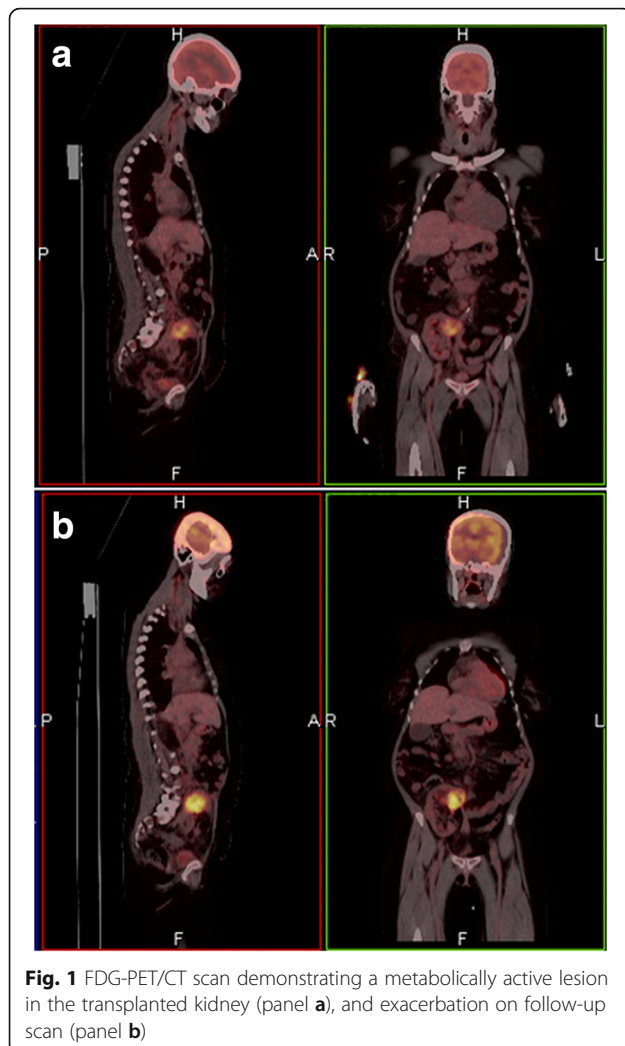 a
H
H
P
A
R
L
F
F
b
H
H
P
A
R
L
F
F
Fig. 1 FDG-PET/CT scan demonstrating a metabolically active lesion
in the transplanted kidney (panel a), and exacerbation on follow-up
scan (panel b)